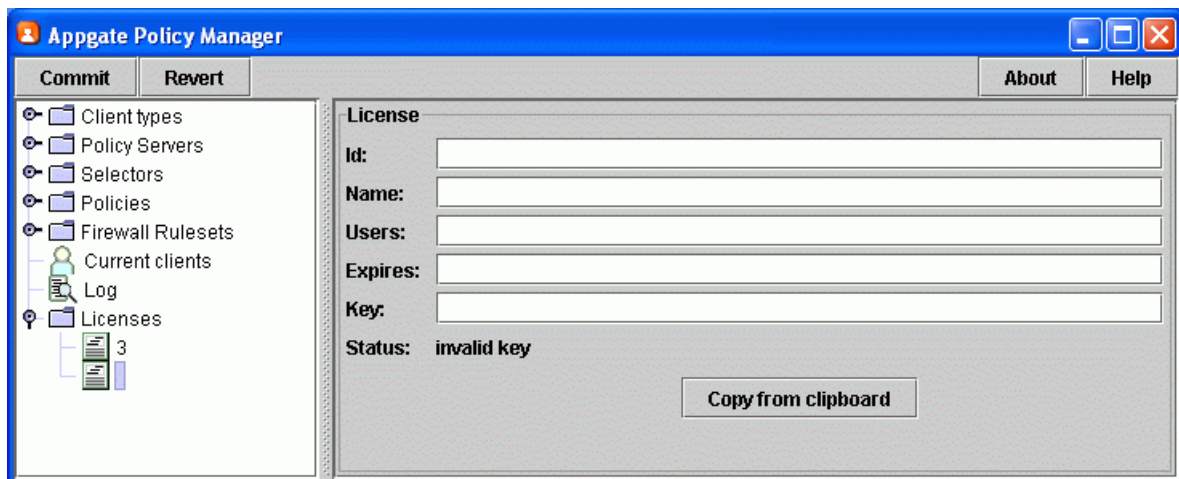 Appgate Policy Manager
Commit Revert About Help
Client types
Policy Servers
Selectors
Policies
Firewall Rulesets
Current clients
Log
Licenses
3
License
Id:
Name:
Users:
Expires:
Key:
Status: invalid key
Copy from clipboard